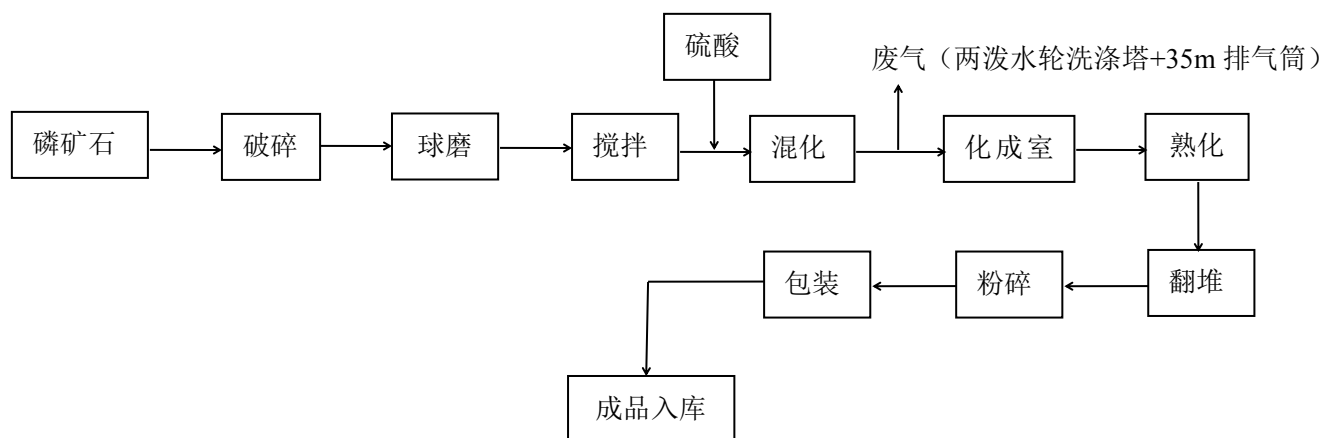 硫酸
废气（两泼水轮洗涤塔+35m 排气筒）
磷矿石
破碎
球磨
搅拌
混化
化成室
熟化
包装
粉碎
翻堆
成品入库